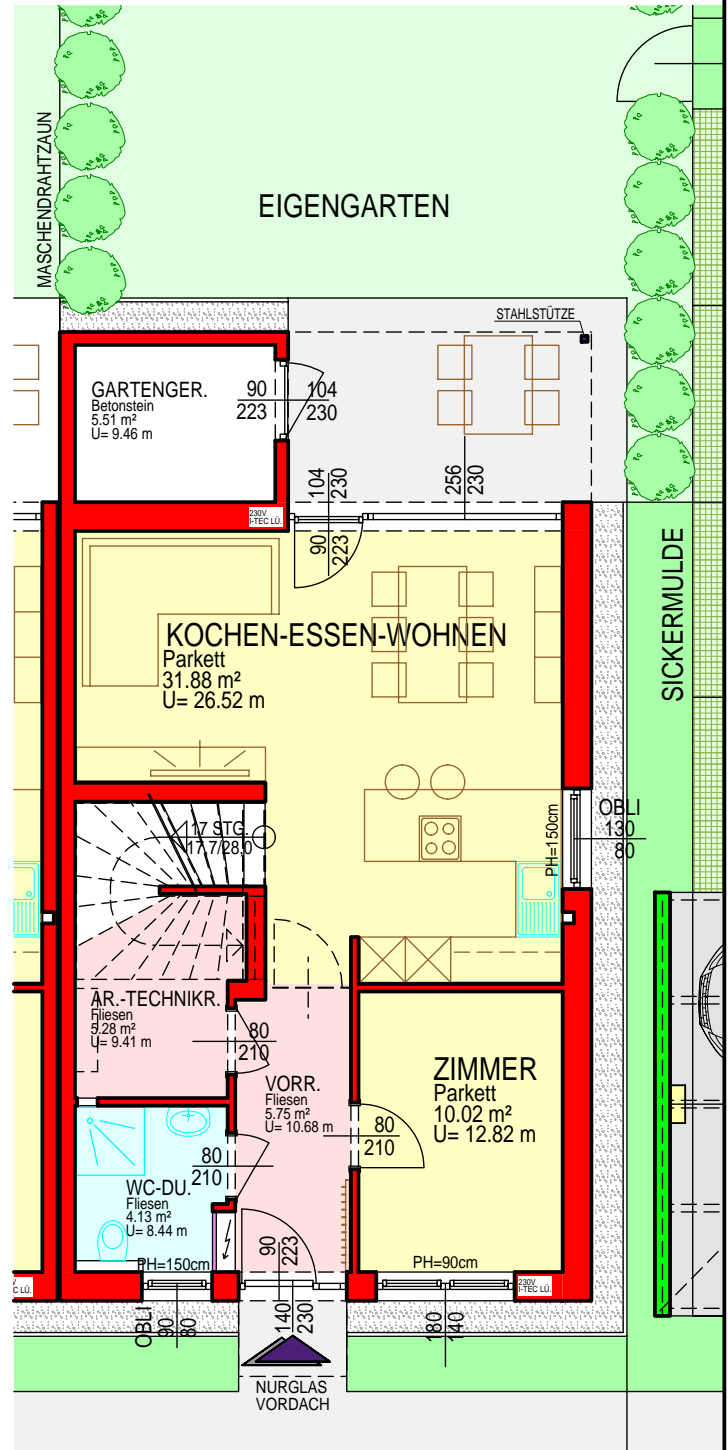 MASCHENDRAHTZAUN
EIGENGARTEN
STAHLSTÜTZE
GARTENGER.
Betonstein
5.51 m²
U= 9.46 m
90
223
104
230
104
230
90
223
256
230
230V
I-TEC LÜ.
SICKERMULDE
KOCHEN-ESSEN-WOHNEN
Parkett
31.88 m²
U= 26.52 m
17 STG.
17.7/28.0
PH=150cm
OBLI
130
80
AR.-TECHNIKR.
Fliesen
5.28 m²
U= 9.41 m
80
210
VORR.
Fliesen
5.75 m²
U= 10.68 m
ZIMMER
Parkett
10.02 m²
U= 12.82 m
80
210
80
210
WC-DU.
Fliesen
4.13 m²
U= 8.44 m
PH=150cm
90
223
PH=90cm
230V
I-TEC LÜ.
OBLI
90
80
140
230
180
140
NURGLAS
VORDACH